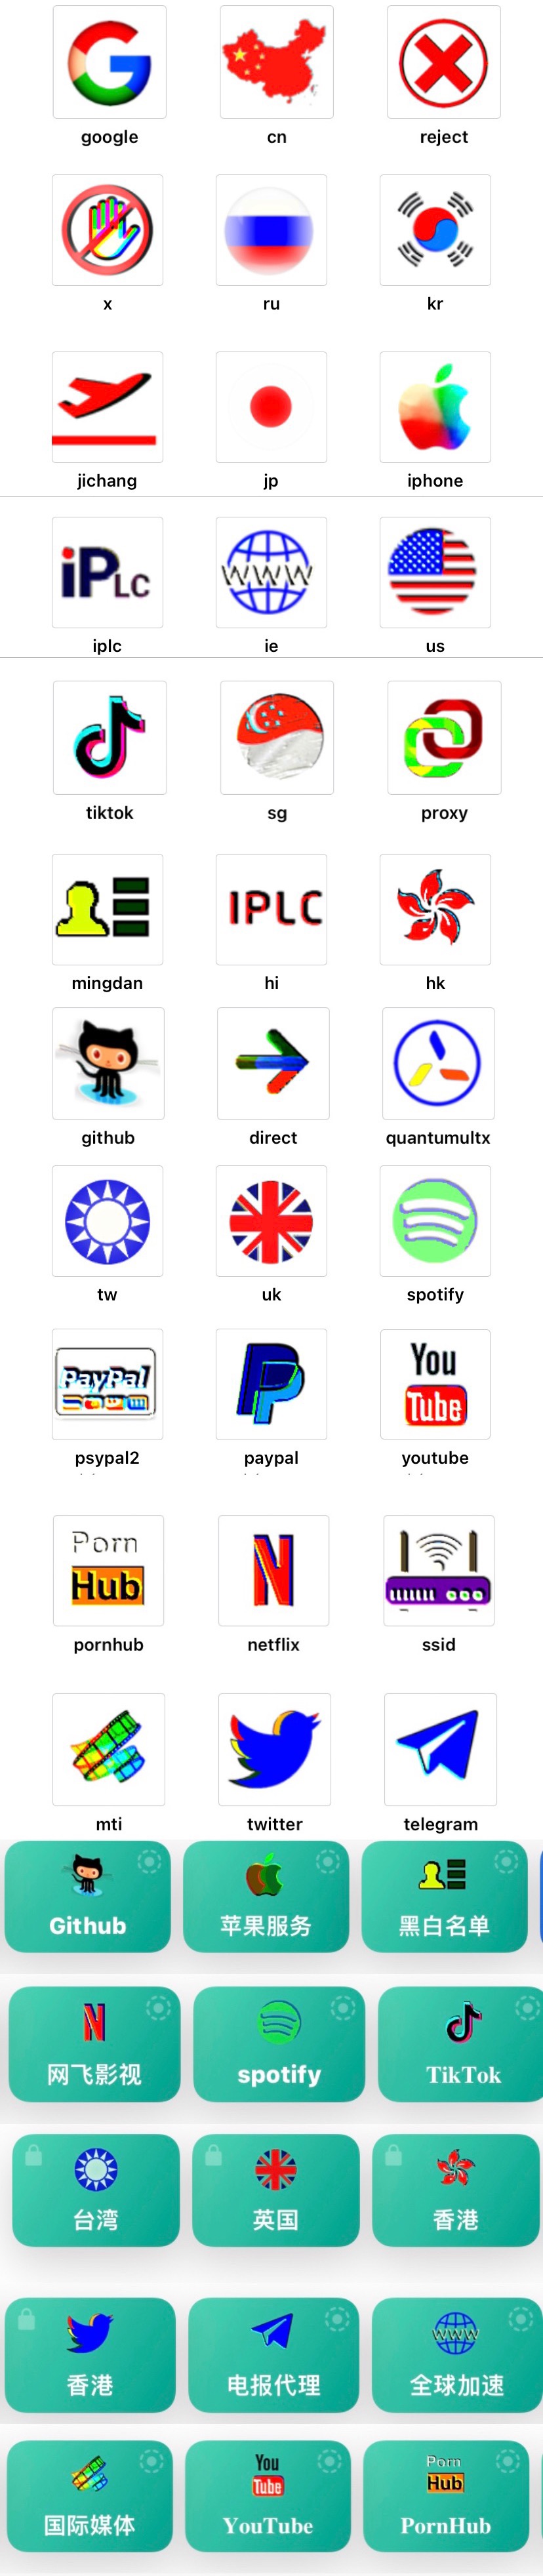 google cn reject
x ru kr
jichang jp iphone
iPLC
iplc
WWW
ie us
tiktok sg proxy
IPLC
mingdan hi hk
github direct quantumultx
tw uk spotify
PayPal You
Tube
psypal2 paypal youtube
Porn
Hub
N
pornhub netflix ssid
mti twitter telegram
Github 苹果服务 黑白名单
N
网飞影视 spotify TikTok
台湾 英国 香港
WWW
香港 电报代理 全球加速
You Porn
Tube Hub
国际媒体 YouTube PornHub